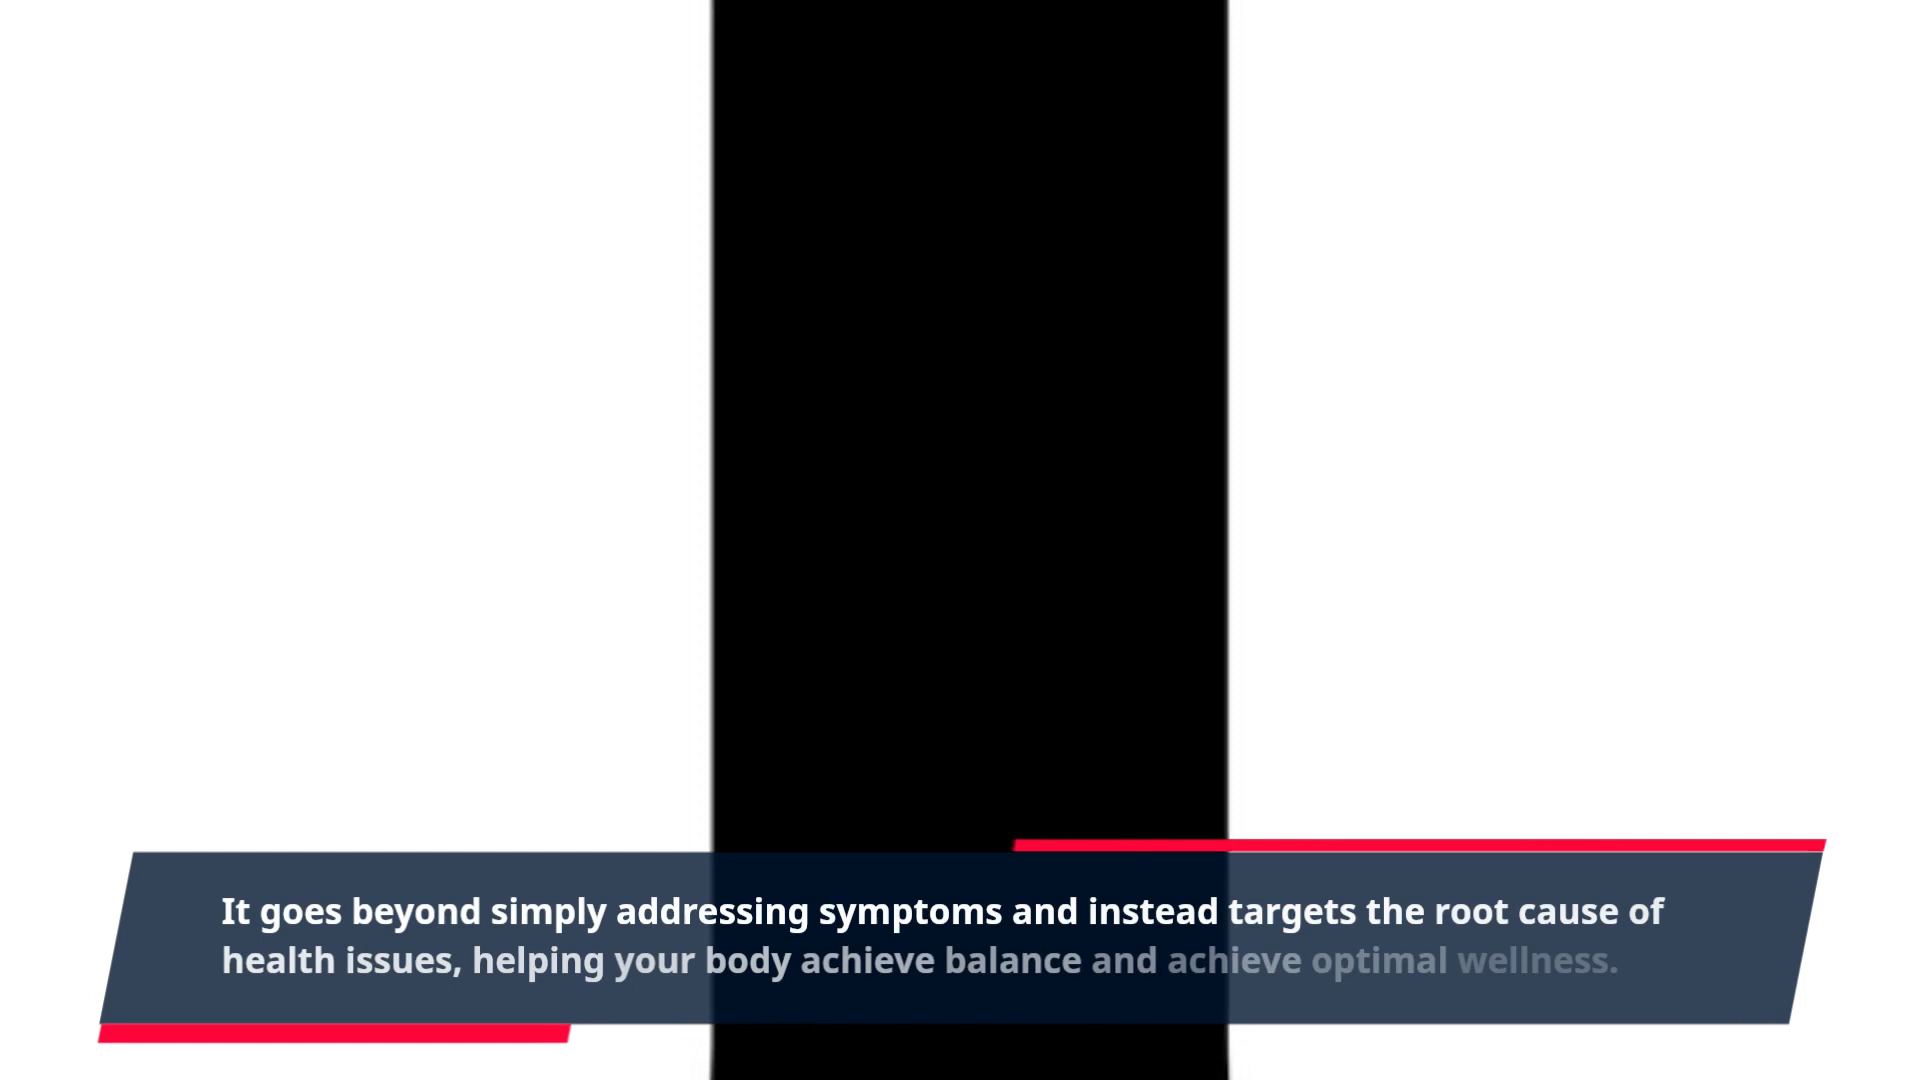 It goes beyond simply addressing symptoms and instead targets the root cause of
health issues, helping your body achieve balance and achieve optimal wellness.